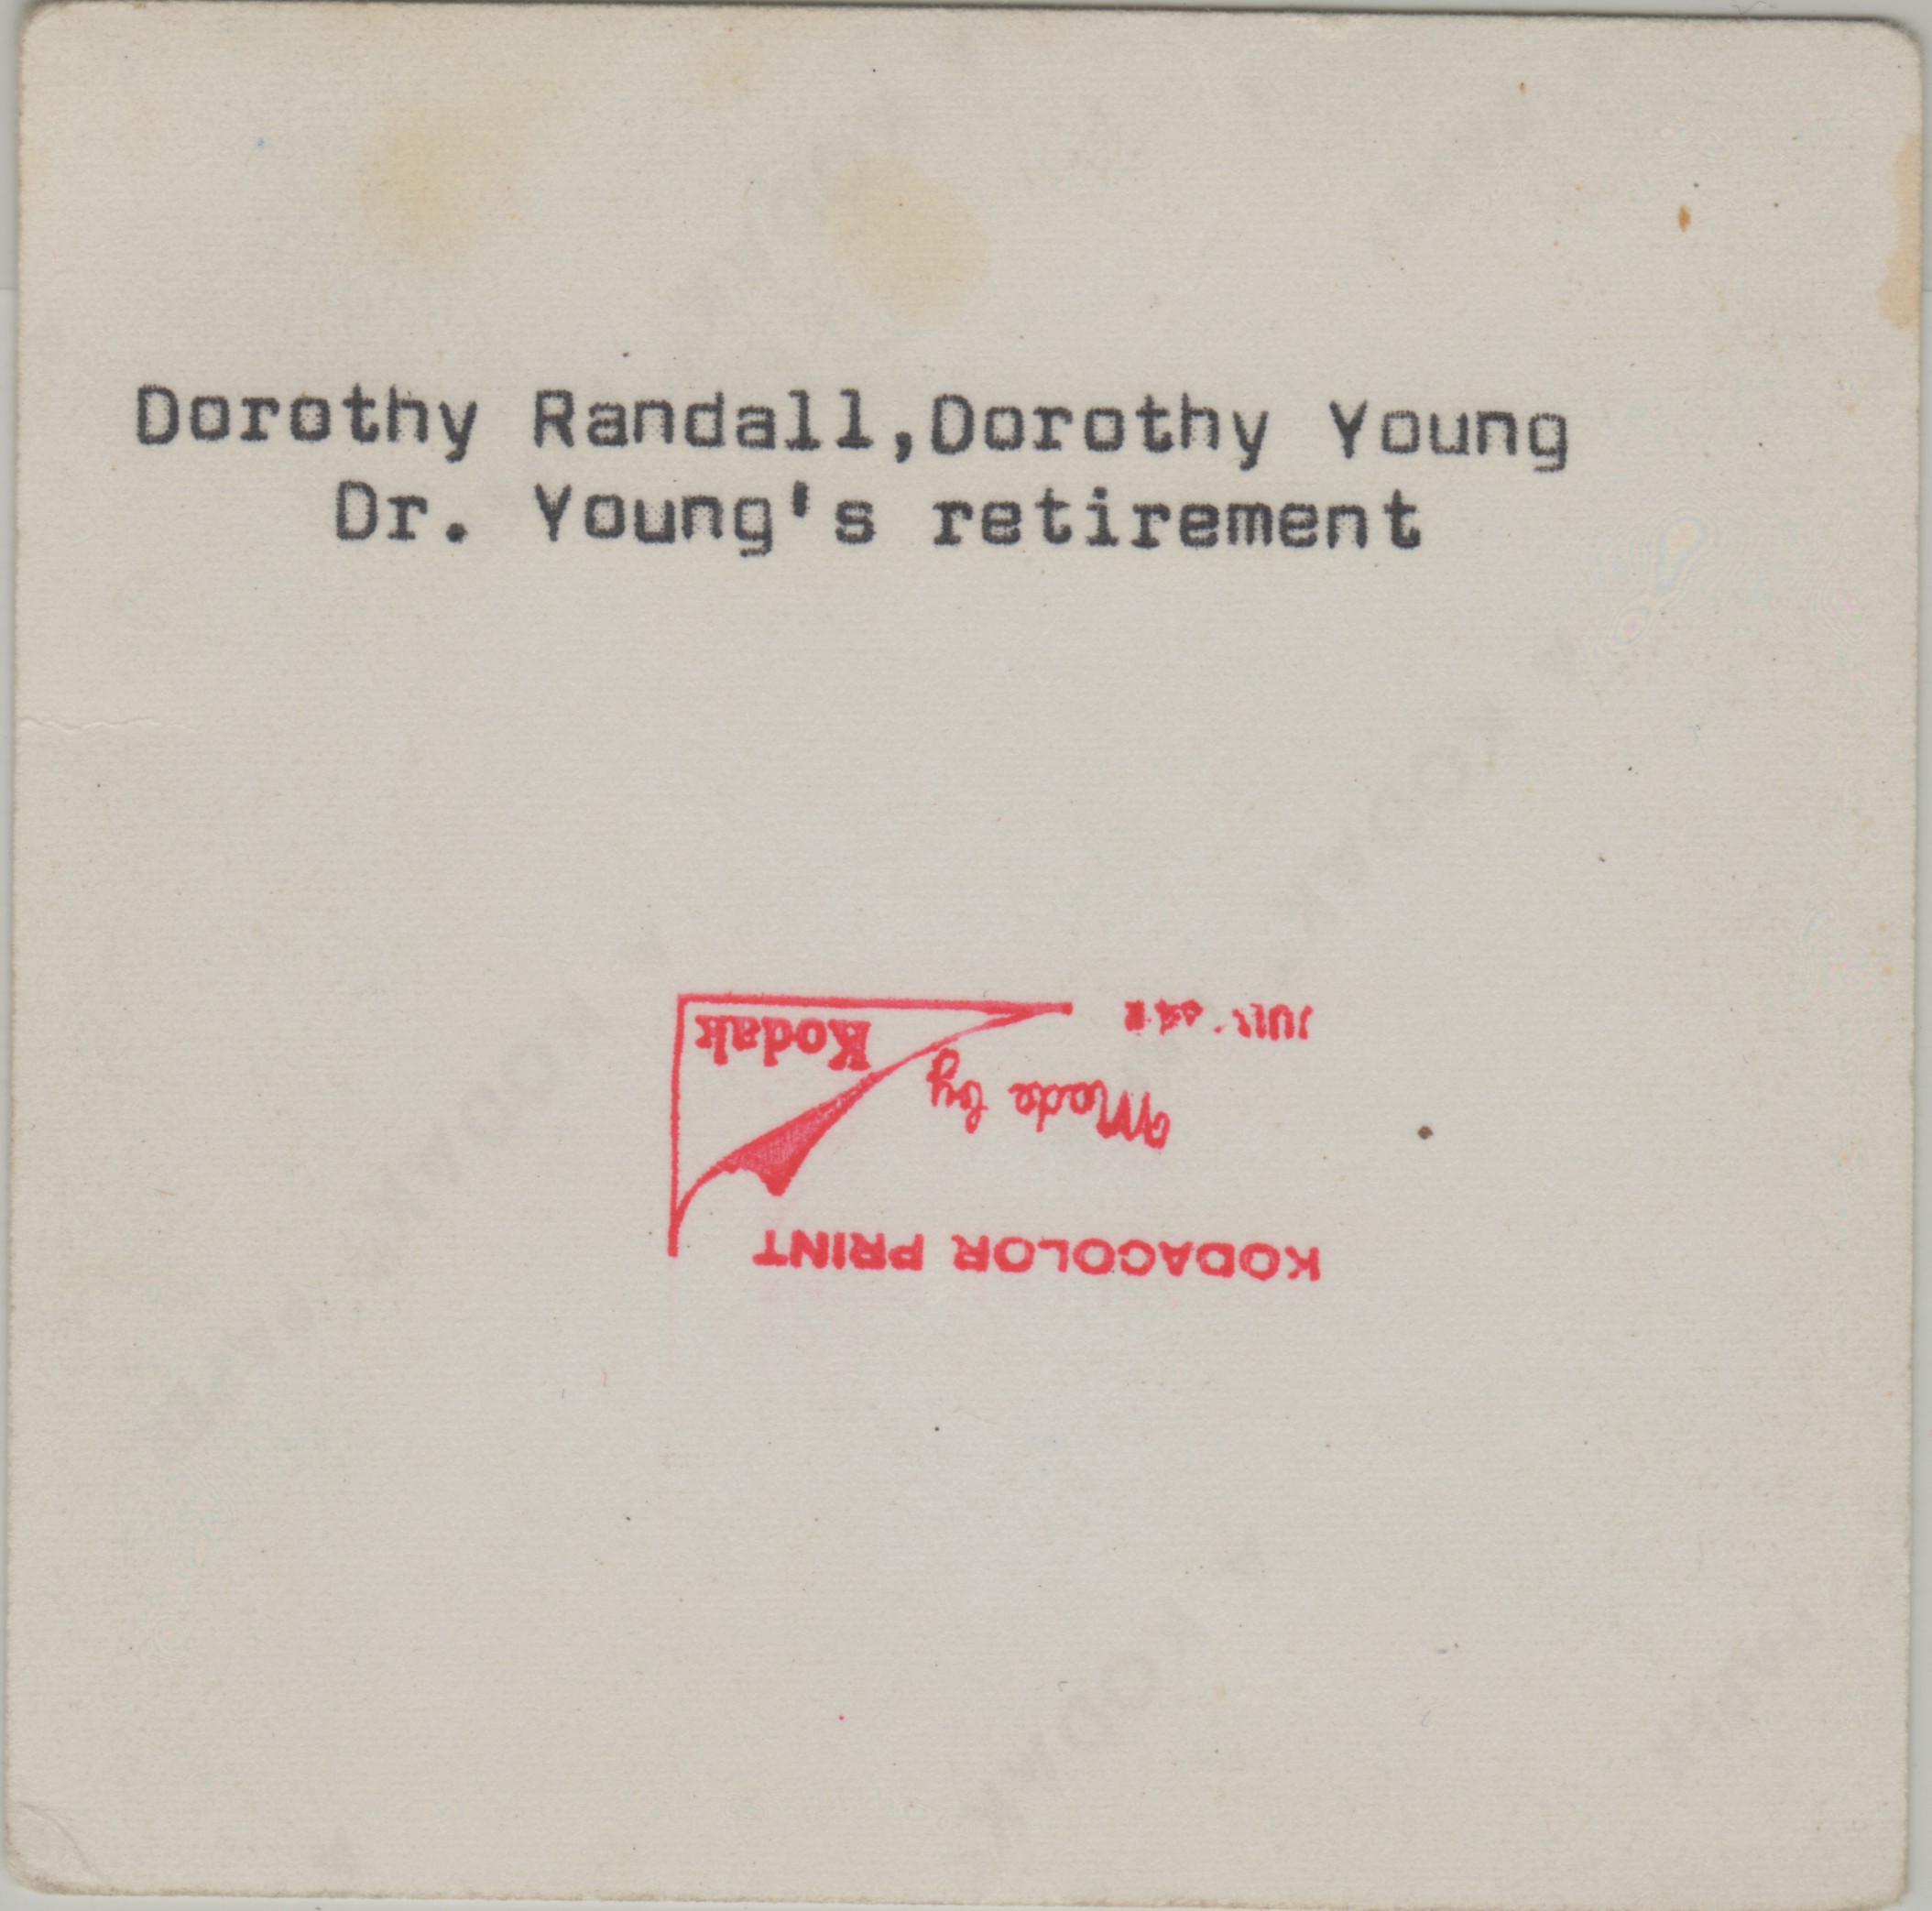 Dorothy Randall,Dorothy Young
Dr. Young's retirement
KODACOLOR PRINT
Made by
Kodak